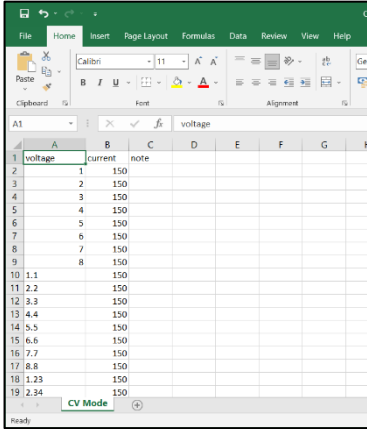 File Home Insert Page Layout Formulas Data Review View Help
Paste
Calibri 11 A A
B I U A
Clipboard Font Alignment
A1 fx voltage
A B C D E F G
1 voltage current note
2 1 150
3 2 150
4 3 150
5 4 150
6 5 150
7 6 150
8 7 150
9 8 150
10 1.1 150
11 2.2 150
12 3.3 150
13 4.4 150
14 5.5 150
15 6.6 150
16 7.7 150
17 8.8 150
18 1.23 150
19 2.34 150
CV Mode
Ready